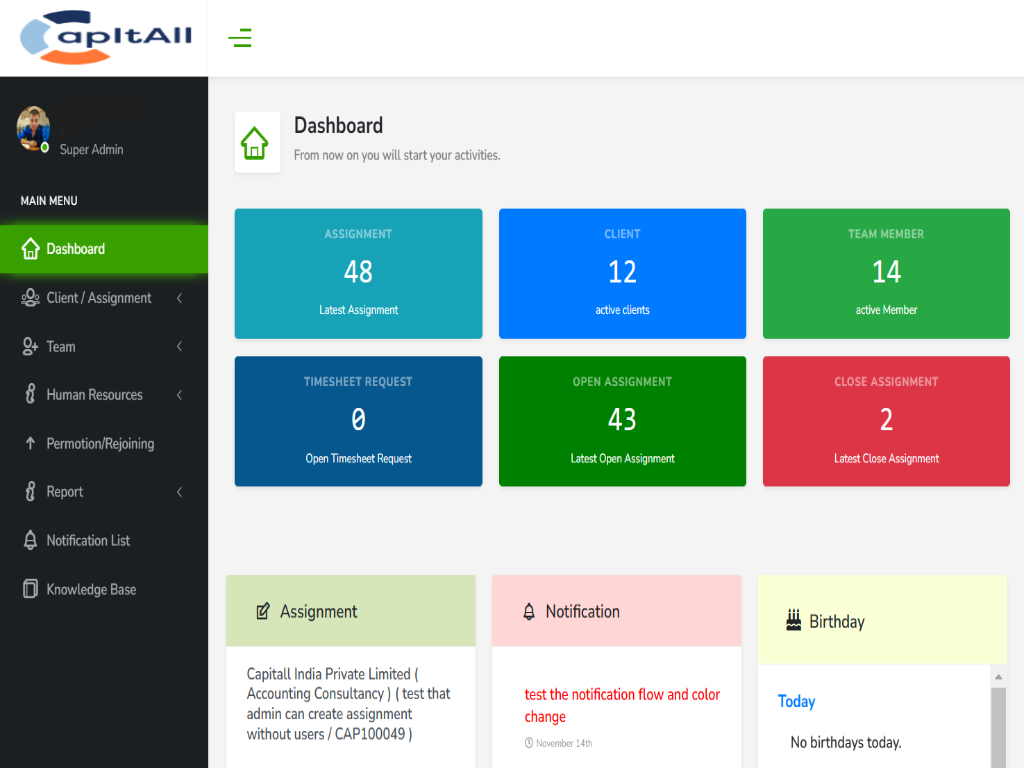 CapItAll
Super Admin
MAIN MENU
Dashboard
Client / Assignment
Team
Human Resources
Permotion/Rejoining
Report
Notification List
Knowledge Base
Dashboard
From now on you will start your activities.
ASSIGNMENT
48
Latest Assignment
CLIENT
12
active clients
TEAM MEMBER
14
active Member
TIMESHEET REQUEST
0
Open Timesheet Request
OPEN ASSIGNMENT
43
Latest Open Assignment
CLOSE ASSIGNMENT
2
Latest Close Assignment
Assignment
Capitall India Private Limited (
Accounting Consultancy ) ( test that
admin can create assignment
without users / CAP100049 )
Notification
test the notification flow and color
change
November 14th
Birthday
Today
No birthdays today.